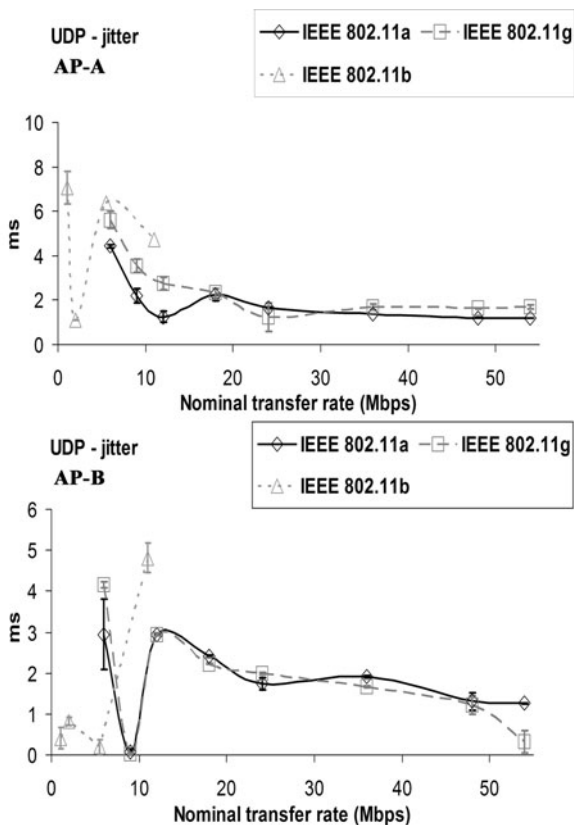 UDP - jitter
AP-A
IEEE 802.11a IEEE 802.11g
IEEE 802.11b
10
8
6
4
2
0
ms
0 10 20 30 40 50
Nominal transfer rate (Mbps)
UDP - jitter
AP-B
IEEE 802.11a IEEE 802.11g
IEEE 802.11b
6
5
4
3
2
1
0
ms
0 10 20 30 40 50
Nominal transfer rate (Mbps)